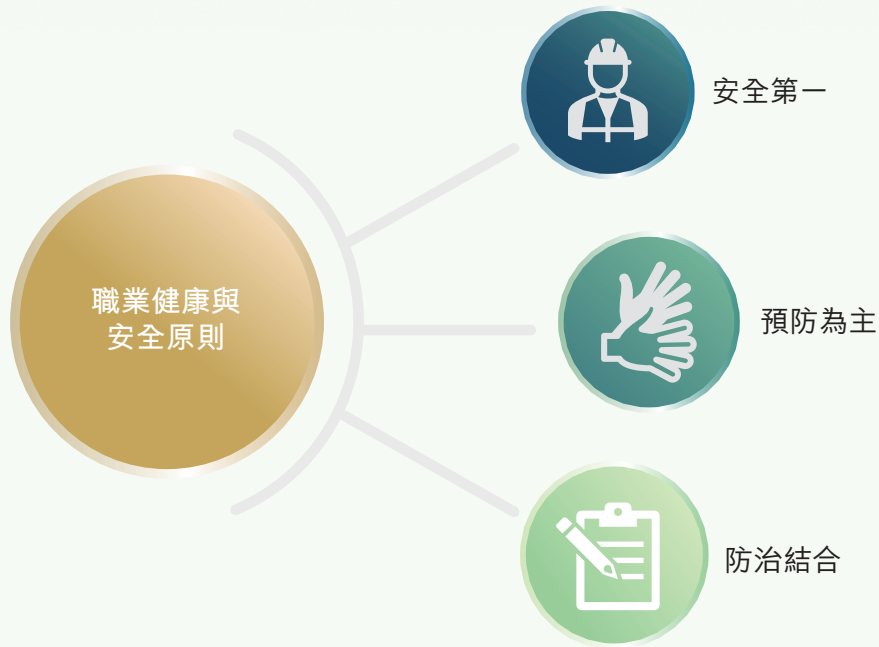 職業健康與
安全原則
安全第一
預防為主
防治結合